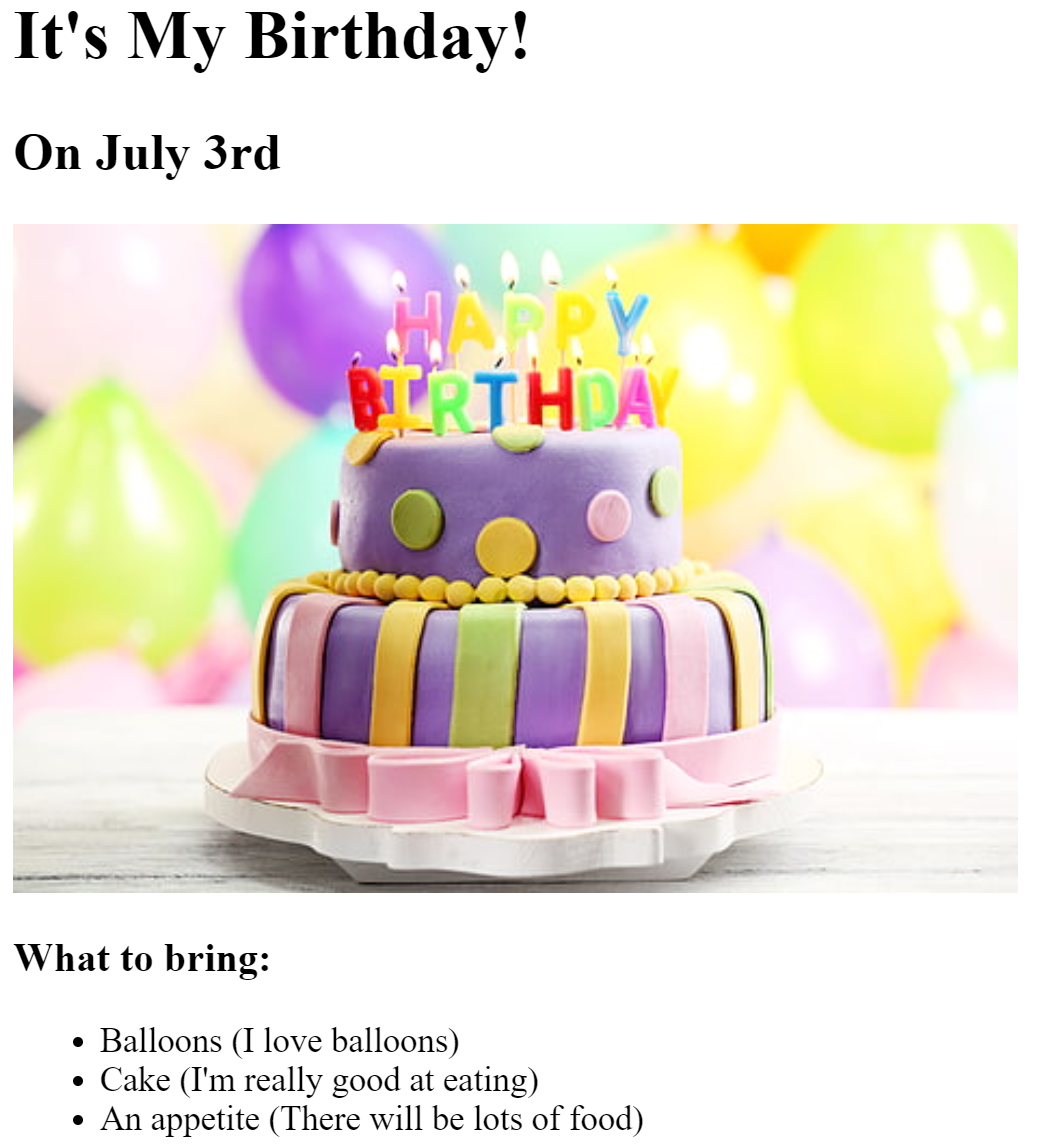 It's My Birthday!
On July 3rd
HAPPY
BIRTHDAY
What to bring:
Balloons (I love balloons)
Cake (I'm really good at eating)
An appetite (There will be lots of food)